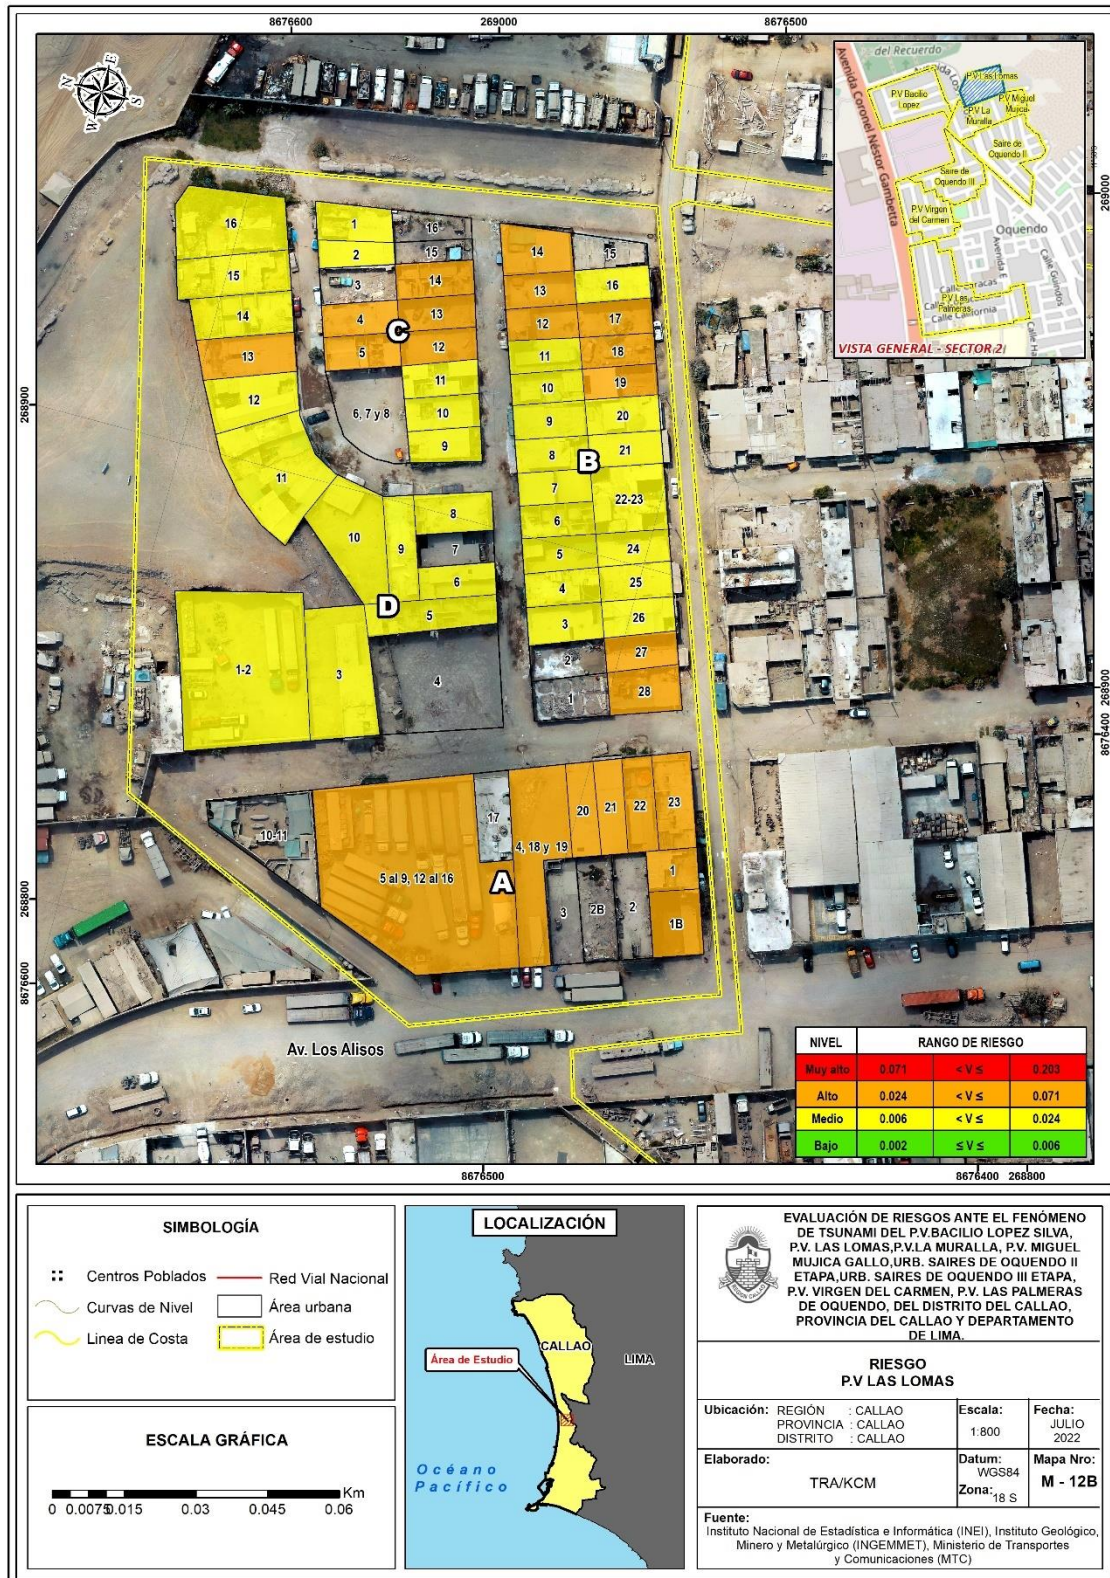 8676600
269000
8676500
N
E
S
W
del Recuerdo
Avenida Coronel Néstor Gambetta
P.V Las Lomas
P.V Bacilio
Lopez
P.V La
Muralla
P.V Miguel
Mujica
Saire de
Oquendo II
Saire de
Oquendo III
P.V Virgen
del Carmen
Oquendo
Avenida E
Calle Guindos
P.V Las
Palmeras
Calle California
VISTA GENERAL - SECTOR 2
269000
268900
268900
8676400
268800
8676600
16
15
14
13
12
11
10
9
8
7
6
5
4
3
1-2
D
1
2
3
4
5
6, 7 y 8
16
15
14
13
12
11
10
9
C
14
13
12
11
10
9
8
7
6
5
4
3
2
1
15
16
17
18
19
20
21
22-23
24
25
26
27
28
B
10-11
5 al 9, 12 al 16
17
4, 18 y 19
20
21
22
23
1
1B
2
2B
3
A
Av. Los Alisos
NIVEL RANGO DE RIESGO
Muy alto 0.071 < V ≤ 0.203
Alto 0.024 < V ≤ 0.071
Medio 0.006 < V ≤ 0.024
Bajo 0.002 ≤ V ≤ 0.006
8676500
8676400 268800
SIMBOLOGÍA
Centros Poblados
Red Vial Nacional
Curvas de Nivel
Área urbana
Linea de Costa
Área de estudio
ESCALA GRÁFICA
Km
0 0.0075 0.015 0.03 0.045 0.06
LOCALIZACIÓN
CALLAO
LIMA
Área de Estudio
Océano
Pacífico
REGIÓN CALLAO
EVALUACIÓN DE RIESGOS ANTE EL FENÓMENO
DE TSUNAMI DEL P.V.BACILIO LOPEZ SILVA,
P.V. LAS LOMAS,P.V.LA MURALLA, P.V. MIGUEL
MUJICA GALLO,URB. SAIRES DE OQUENDO II
ETAPA,URB. SAIRES DE OQUENDO III ETAPA,
P.V. VIRGEN DEL CARMEN, P.V. LAS PALMERAS
DE OQUENDO, DEL DISTRITO DEL CALLAO,
PROVINCIA DEL CALLAO Y DEPARTAMENTO
DE LIMA.
RIESGO
P.V LAS LOMAS
Ubicación: REGIÓN : CALLAO
PROVINCIA : CALLAO
DISTRITO : CALLAO
Escala:
1:800
Fecha:
JULIO
2022
Elaborado:
TRA/KCM
Datum:
WGS84
Zona: 18 S
Mapa Nro:
M - 12B
Fuente:
Instituto Nacional de Estadística e Informática (INEI), Instituto Geológico,
Minero y Metalúrgico (INGEMMET), Ministerio de Transportes
y Comunicaciones (MTC)